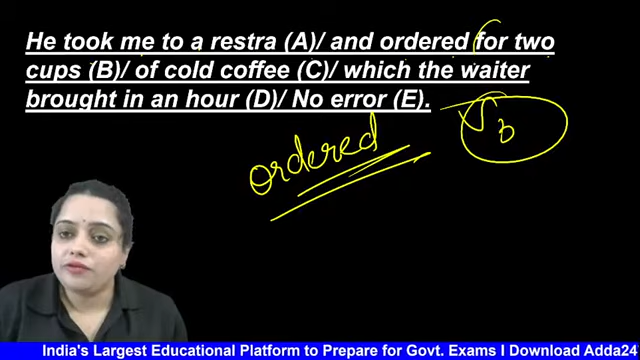 He took me to a restra (A)/ and ordered for two
cups (B)/ of cold coffee (C)/ which the waiter
brought in an hour (D)/ No error (E).
b
ordered
India's Largest Educational Platform to Prepare for Govt. Exams I Download Adda24